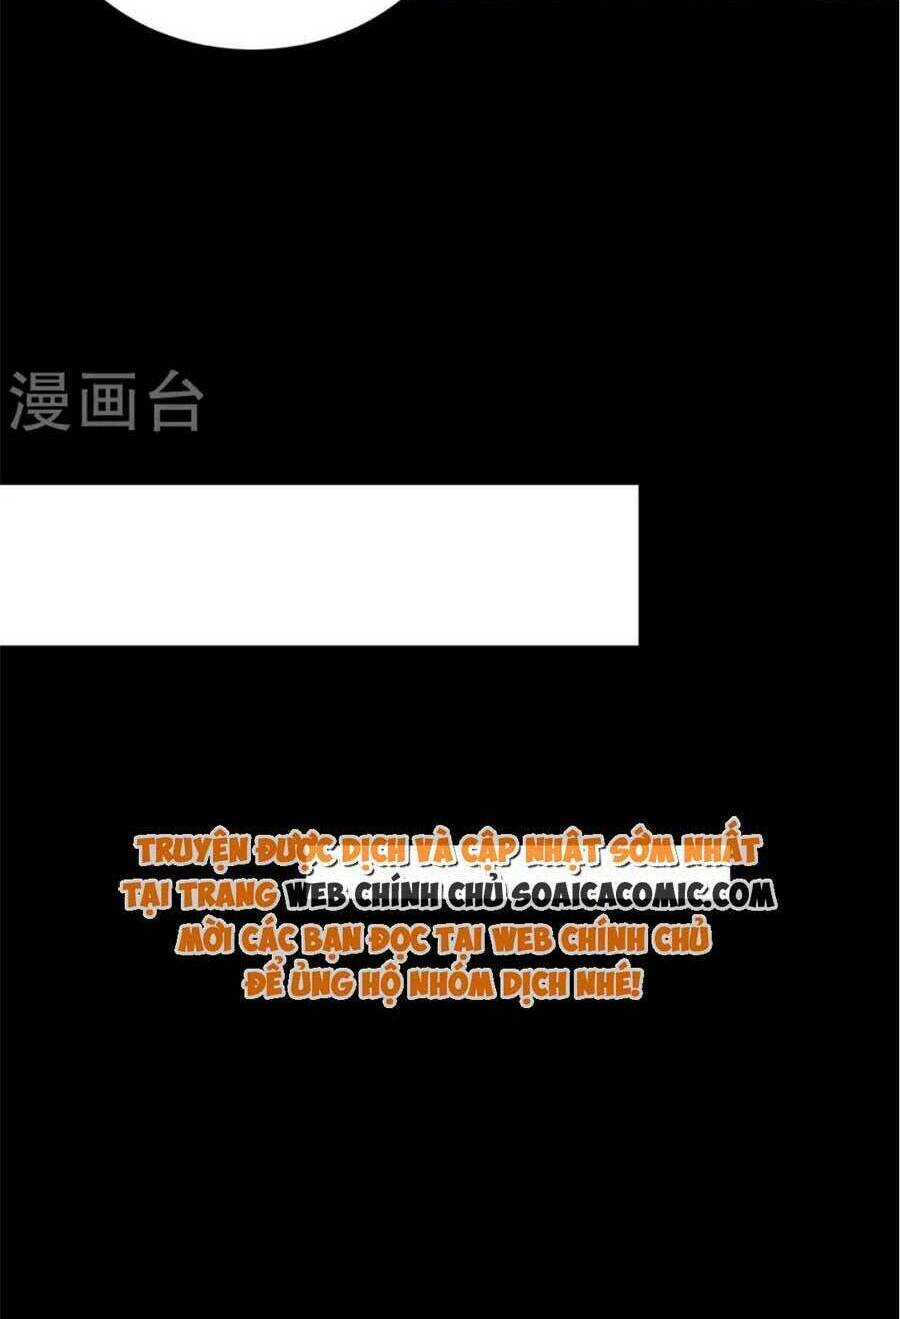 漫画台
TRUYỆN ĐƯỢC DỊCH VÀ CẬP NHẬT SỚM NHẤT
TẠI TRANG WEB CHÍNH CHỦ SOAICACOMIC.COM
MỜI CÁC BẠN ĐỌC TẠI WEB CHÍNH CHỦ
ĐỂ ỦNG HỘ NHÓM DỊCH NHÉ!